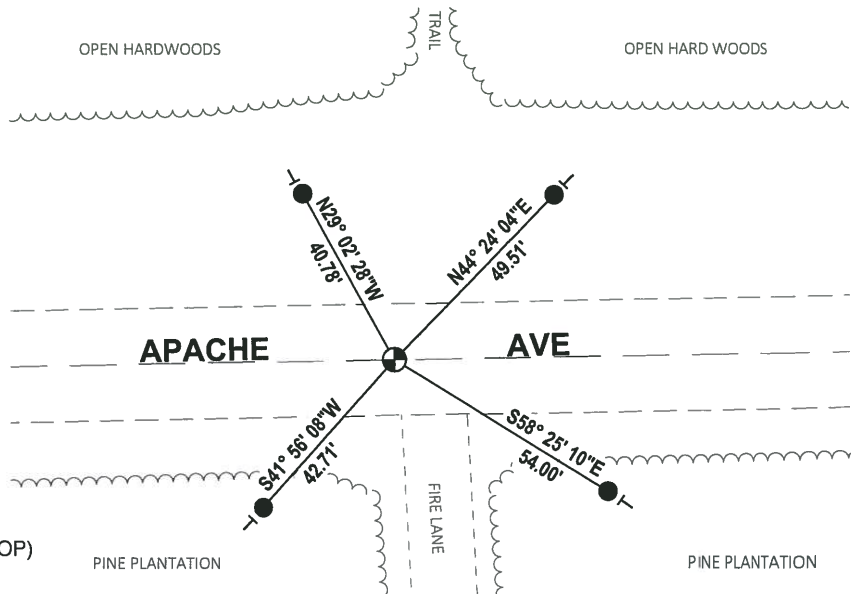 TRAIL
OPEN HARDWOODS
OPEN HARD WOODS
N29° 02' 28"W
40.78'
N44° 24' 04"E
49.51'
APACHE AVE
S41° 56' 08"W
42.71'
S58° 25' 10"E
54.00'
FIRE LANE
OP)
PINE PLANTATION
PINE PLANTATION